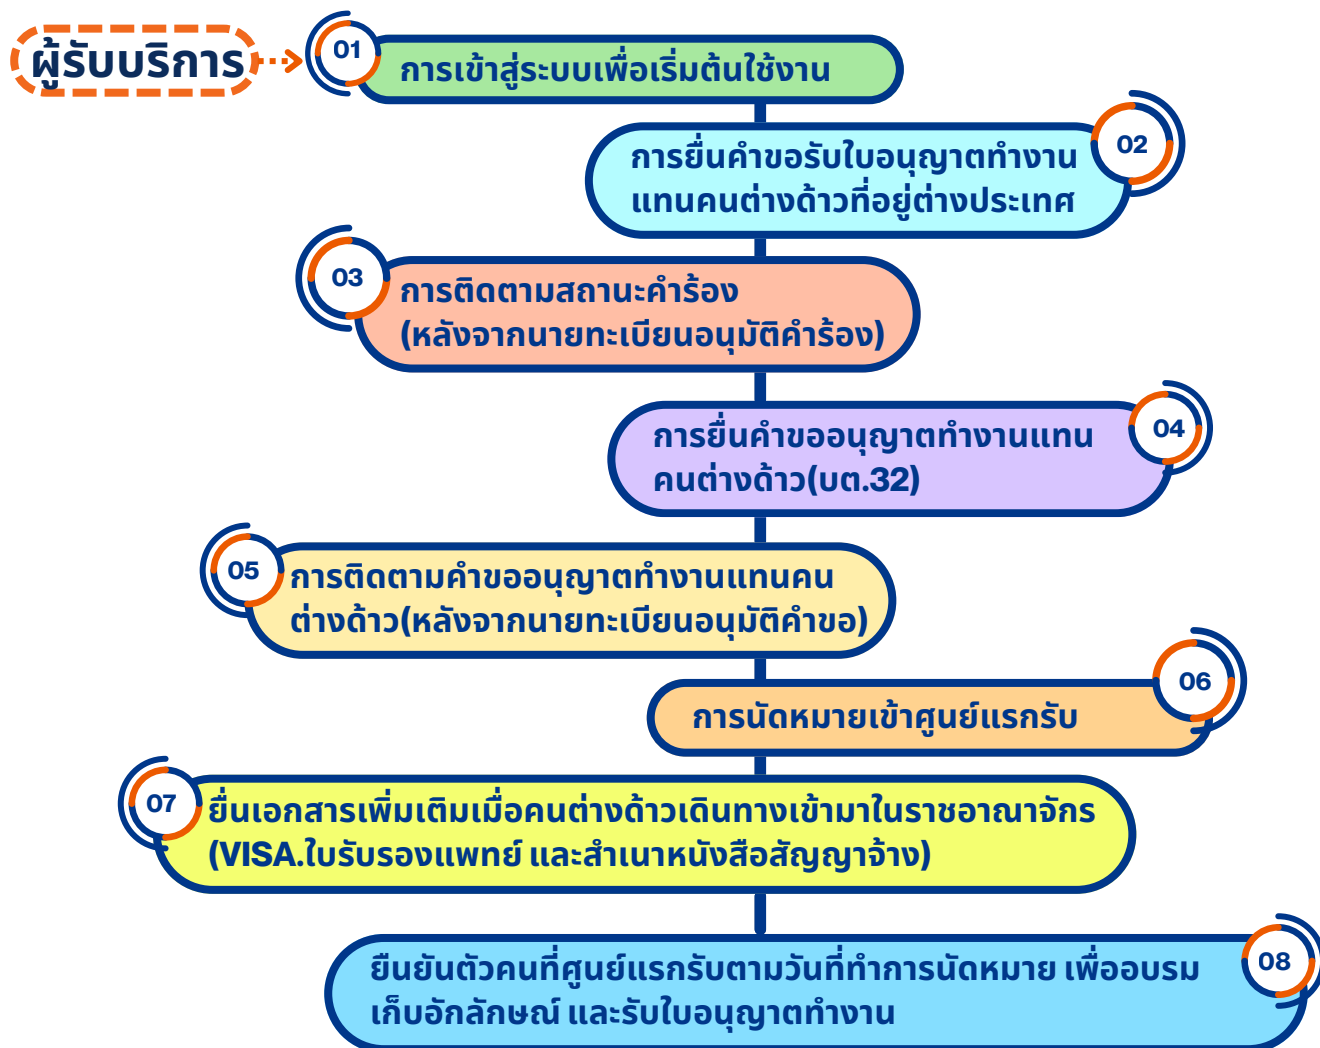 ผู้รับบริการ
01
การเข้าสู่ระบบเพื่อเริ่มต้นใช้งาน
02
การยื่นคำขอรับใบอนุญาตทำงาน
แทนคนต่างด้าวที่อยู่ต่างประเทศ
03
การติดตามสถานะคำร้อง
(หลังจากนายทะเบียนอนุมัติคำร้อง)
04
การยื่นคำขออนุญาตทำงานแทน
คนต่างด้าว(บต.32)
05
การติดตามคำขออนุญาตทำงานแทนคน
ต่างด้าว(หลังจากนายทะเบียนอนุมัติคำขอ)
06
การนัดหมายเข้าศูนย์แรกรับ
07
ยื่นเอกสารเพิ่มเติมเมื่อคนต่างด้าวเดินทางเข้ามาในราชอาณาจักร
(VISA.ใบรับรองแพทย์ และสำเนาหนังสือสัญญาจ้าง)
08
ยืนยันตัวคนที่ศูนย์แรกรับตามวันที่ทำการนัดหมาย เพื่ออบรม
เก็บอักลักษณ์ และรับใบอนุญาตทำงาน